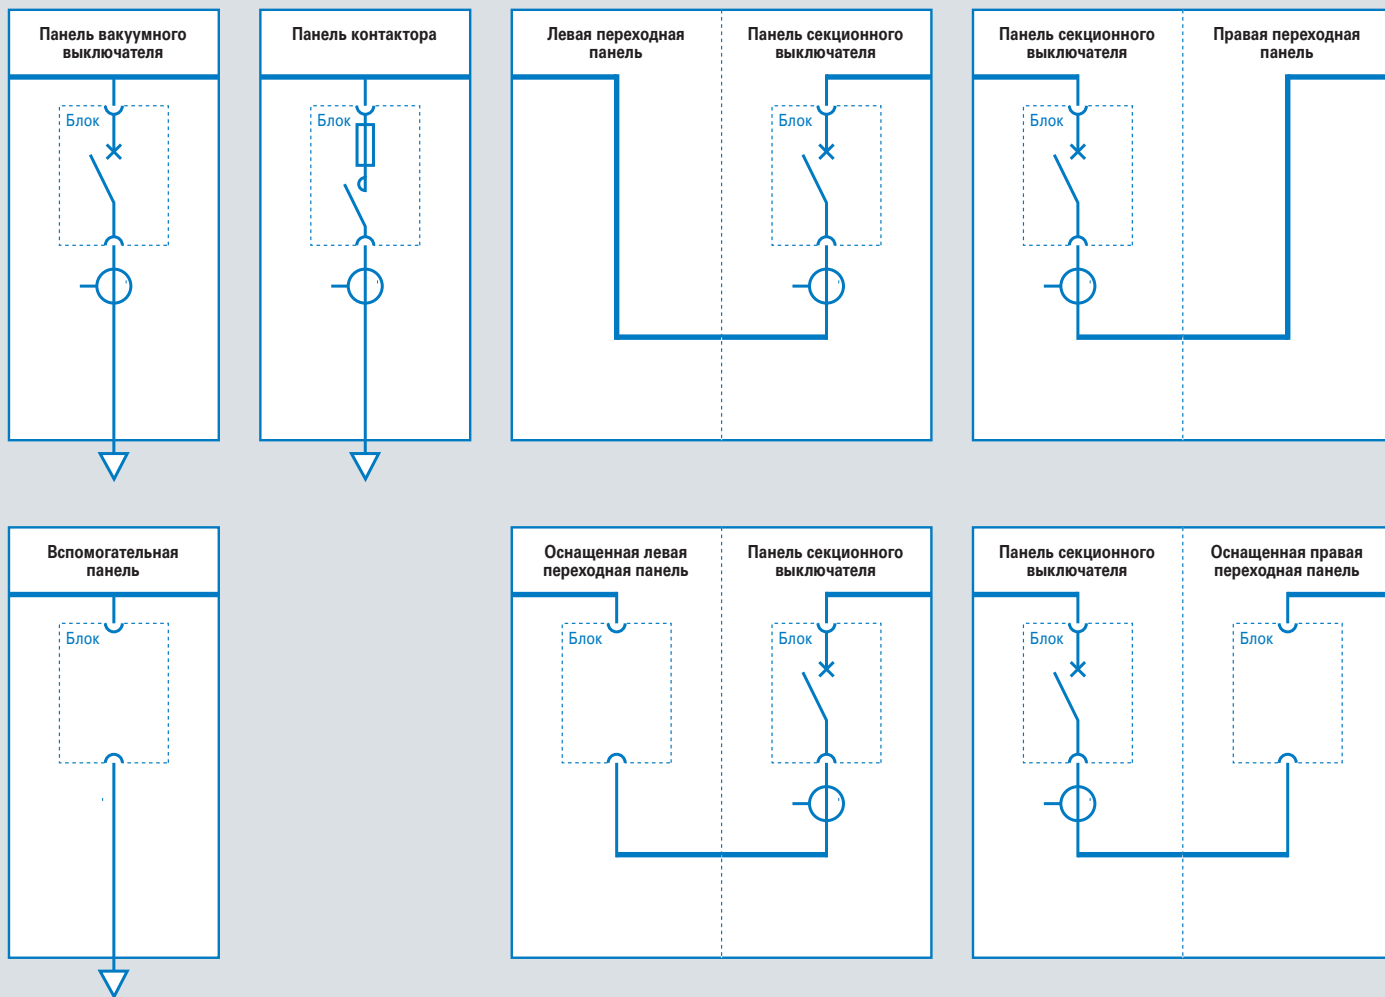 Панель вакуумного
выключателя
Блок
Панель контактора
Блок
Левая переходная
панель
Панель секционного
выключателя
Блок
Панель секционного
выключателя
Блок
Правая переходная
панель
Вспомогательная
панель
Блок
Оснащенная левая
переходная панель
Блок
Панель секционного
выключателя
Блок
Панель секционного
выключателя
Блок
Оснащенная правая
переходная панель
Блок